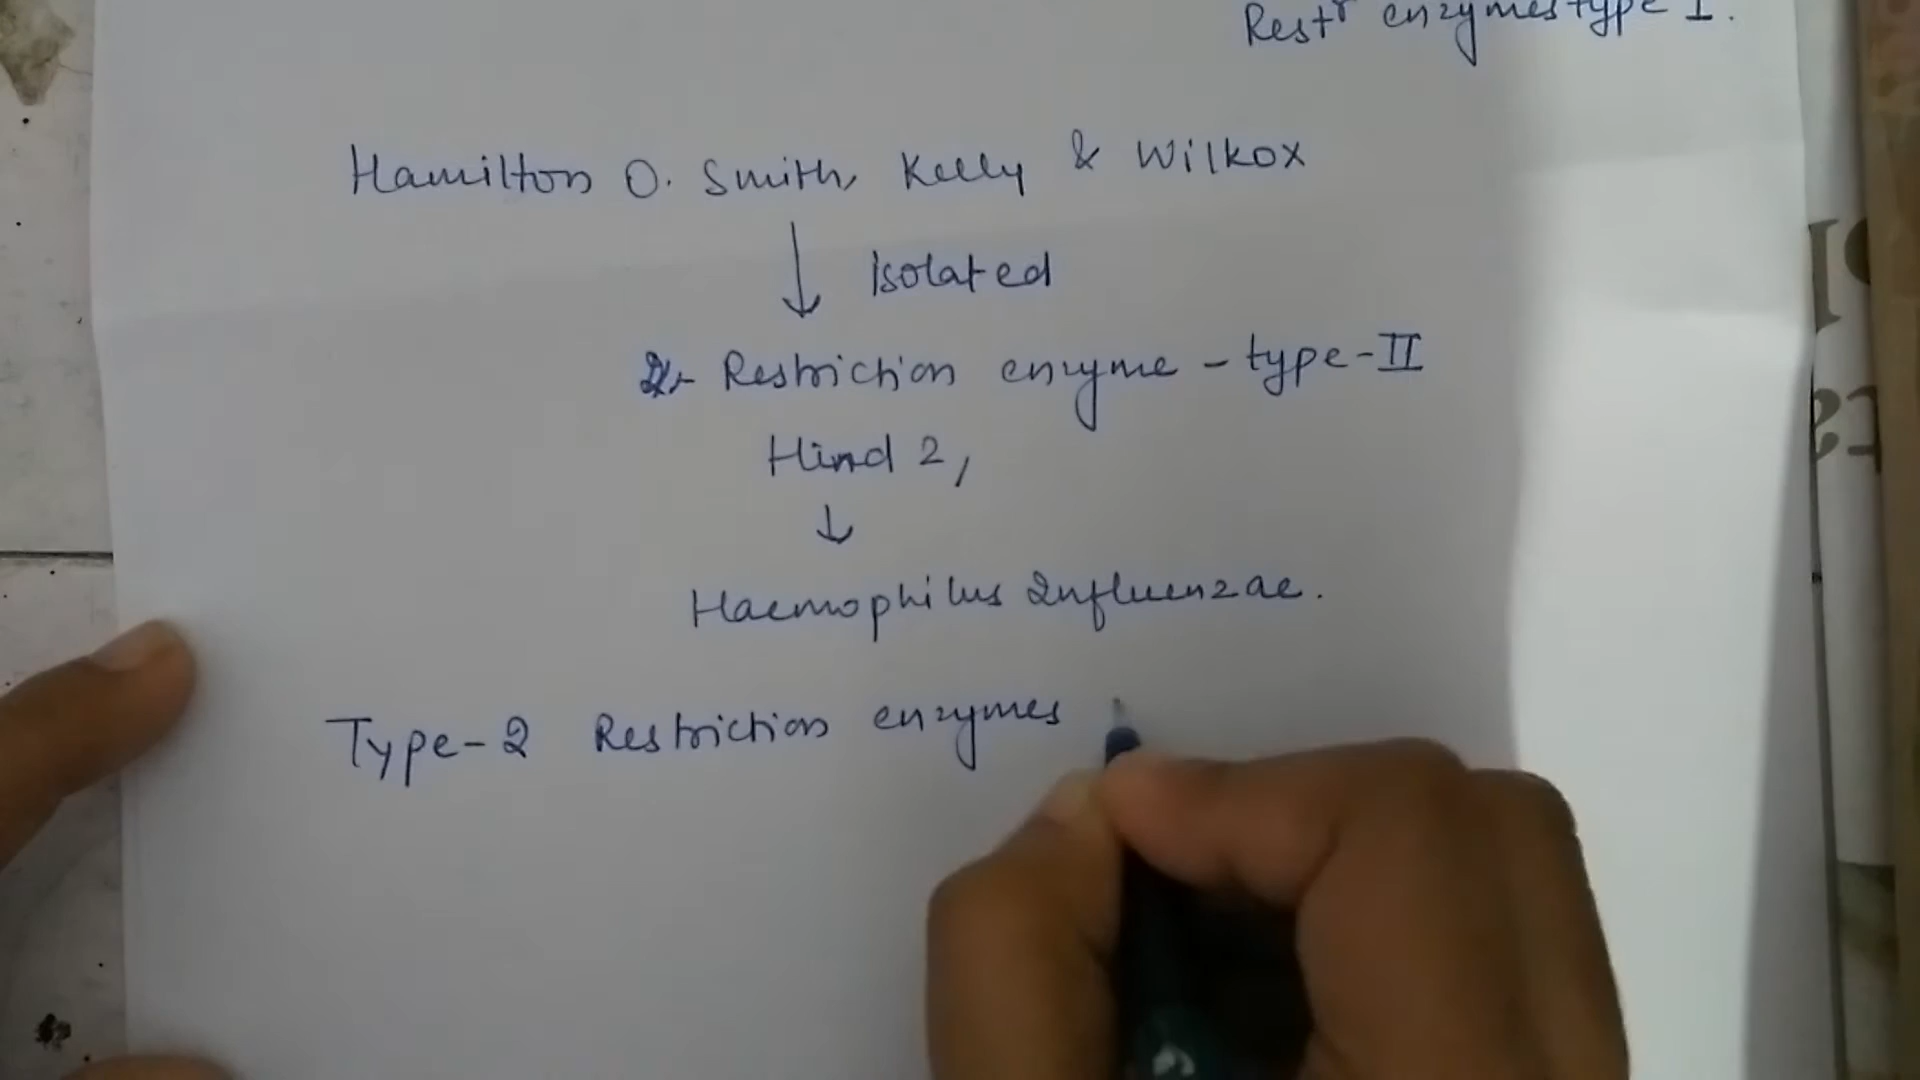 Restr enzymes type I.
Hamilton O. Smith, Kelly & Wilkox
Isolated
2 Restriction enzyme - type-II
Hind 2,
Haemophilus Influenzae.
Type-2 Restriction enzymes